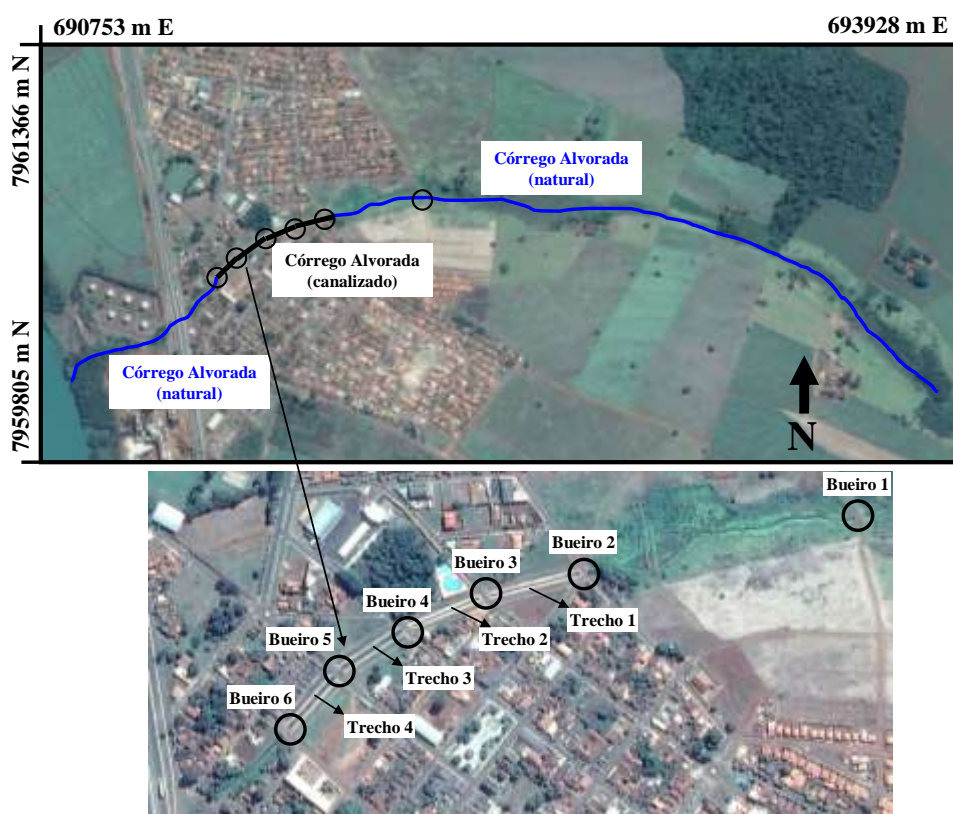 690753 m E
693928 m E
7961366 m N
7959805 m N
Córrego Alvorada
(natural)
Córrego Alvorada
(canalizado)
Córrego Alvorada
(natural)
N
Bueiro 1
Bueiro 2
Bueiro 3
Bueiro 4
Trecho 1
Bueiro 5
Trecho 2
Trecho 3
Bueiro 6
Trecho 4